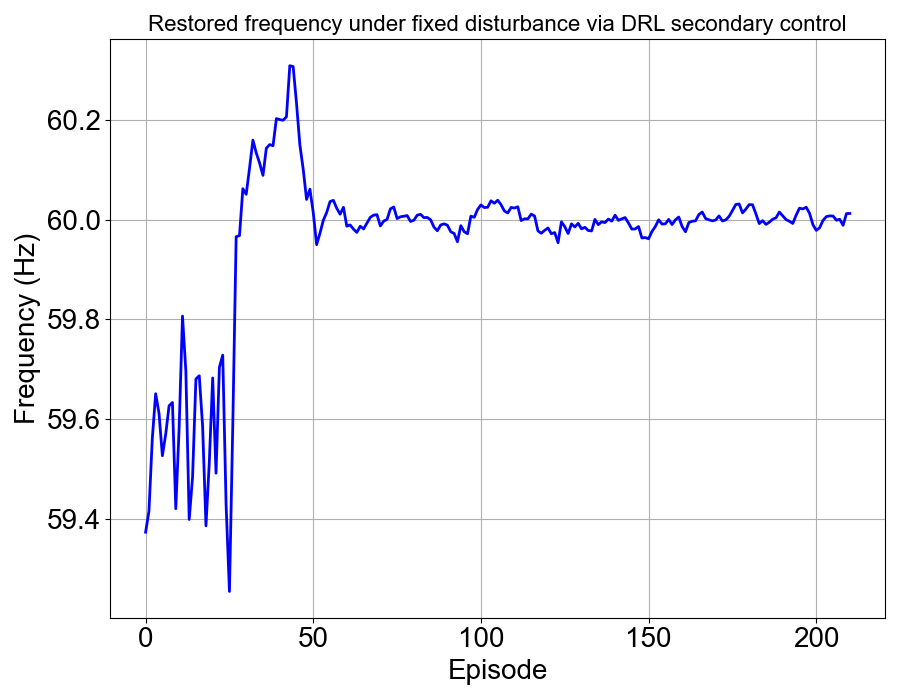 Restored frequency under fixed disturbance via DRL secondary control
60.2
60.0
59.8
59.6
59.4
Frequency (Hz)
0 50 100 150 200
Episode